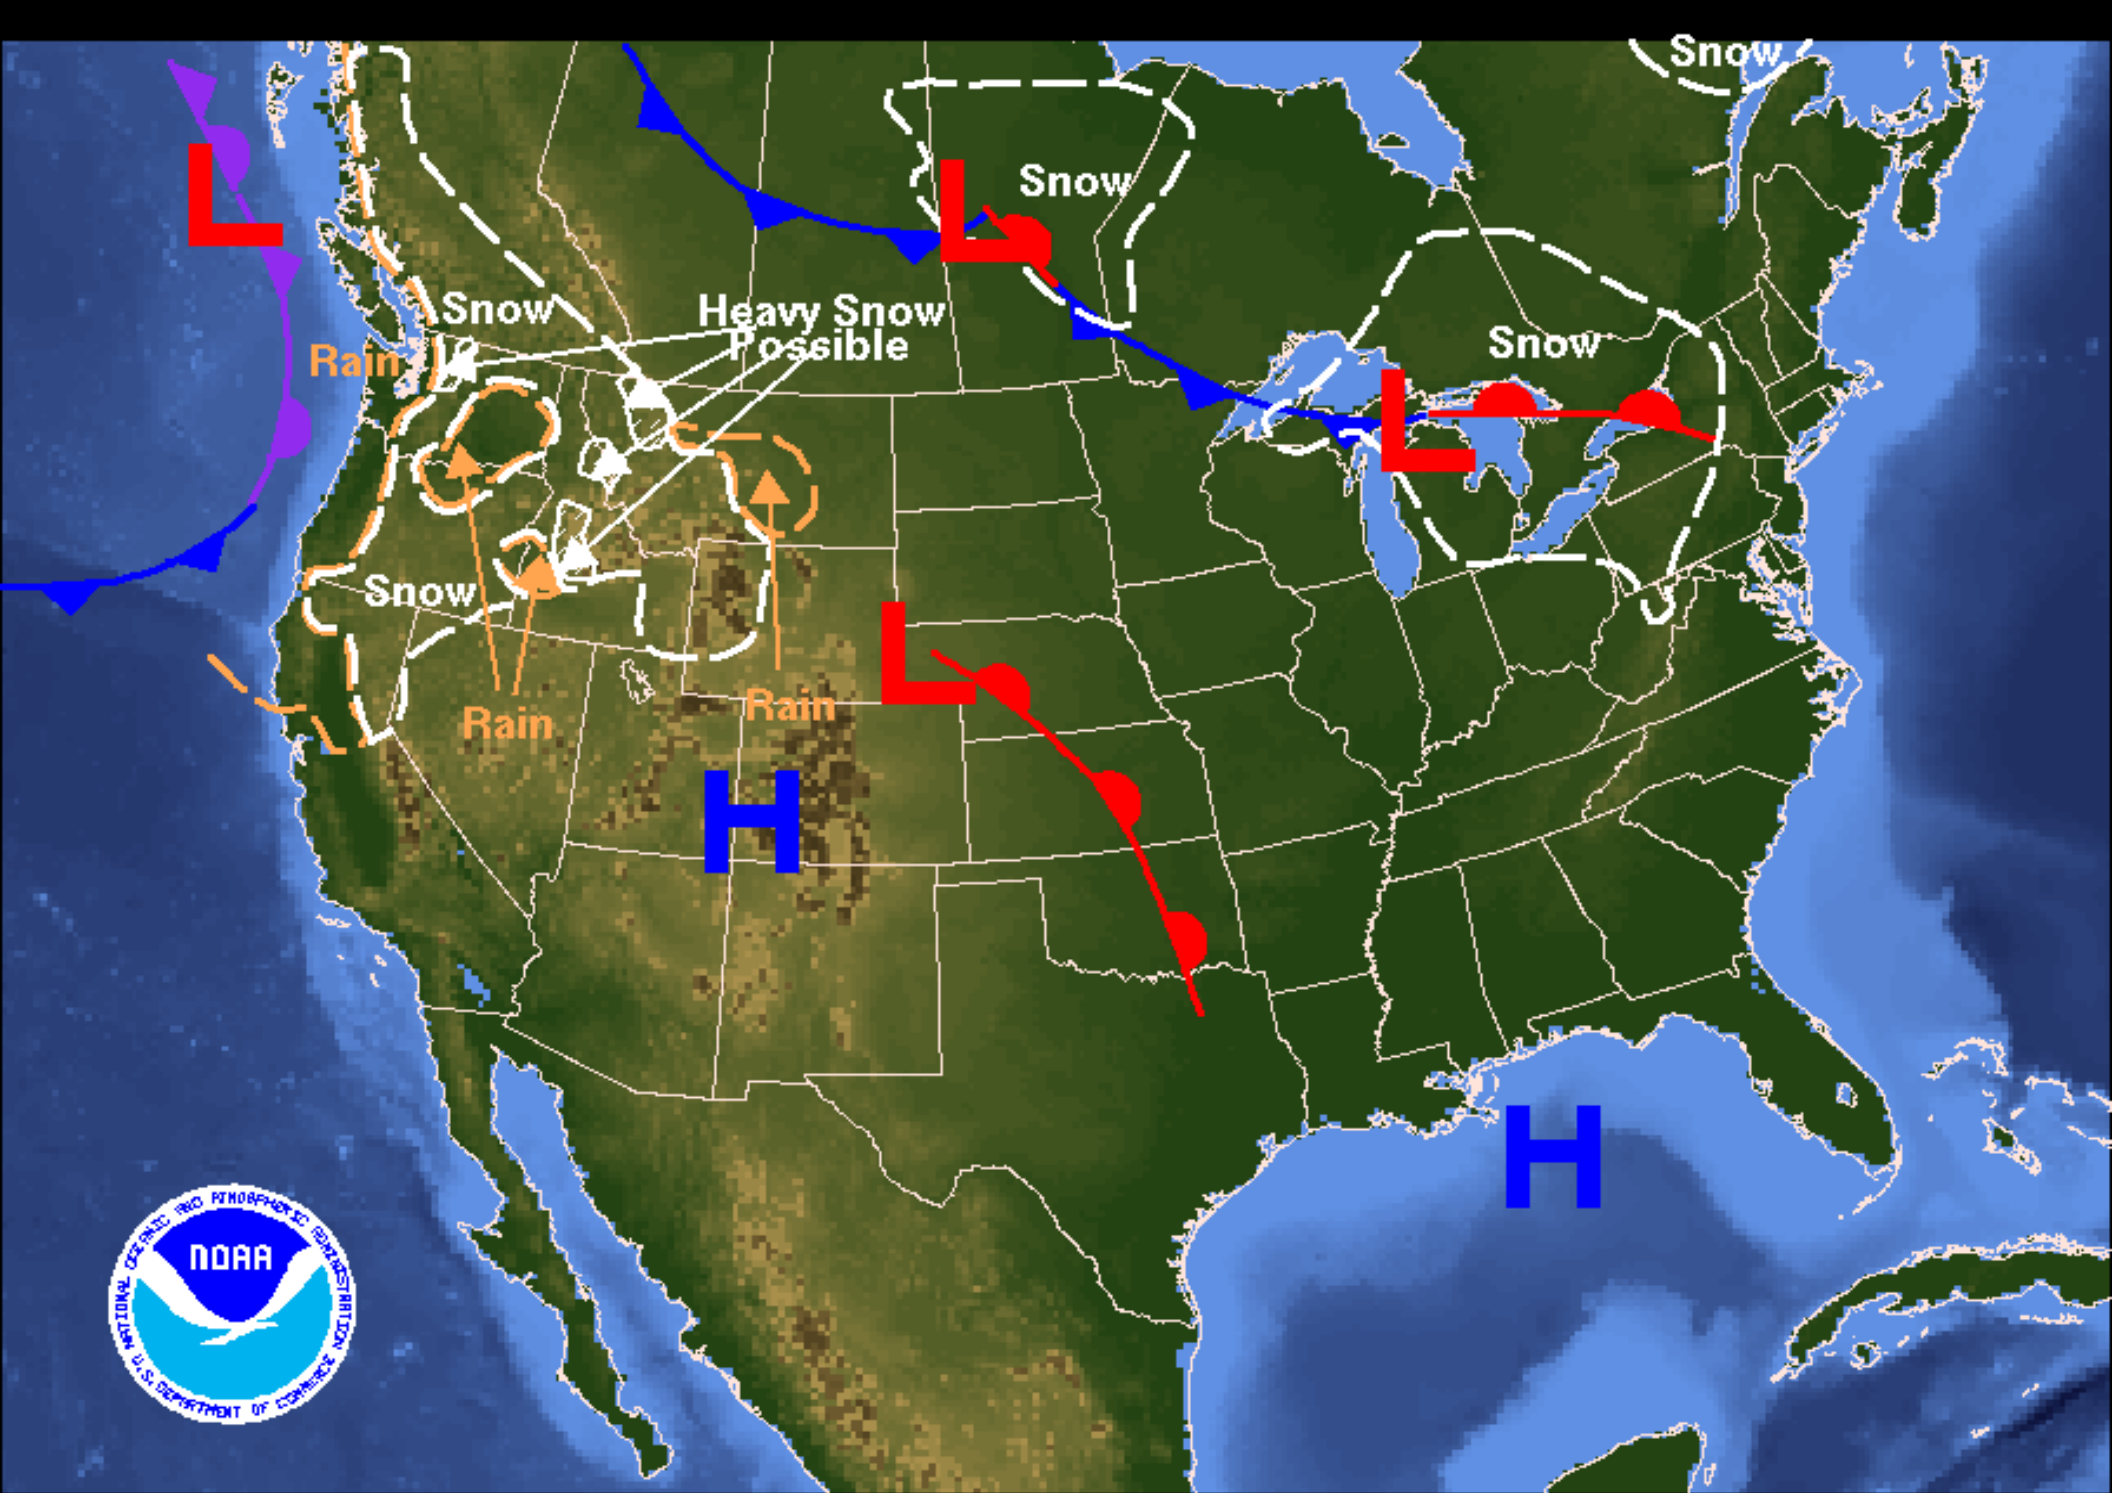 Snow
L
L
Snow
Snow
Heavy Snow
Possible
Rain
Snow
L
Snow
L
Rain
Rain
H
H
NATIONAL OCEANIC AND ATMOSPHERIC ADMINISTRATION
NOAA
U.S. DEPARTMENT OF COMMERCE